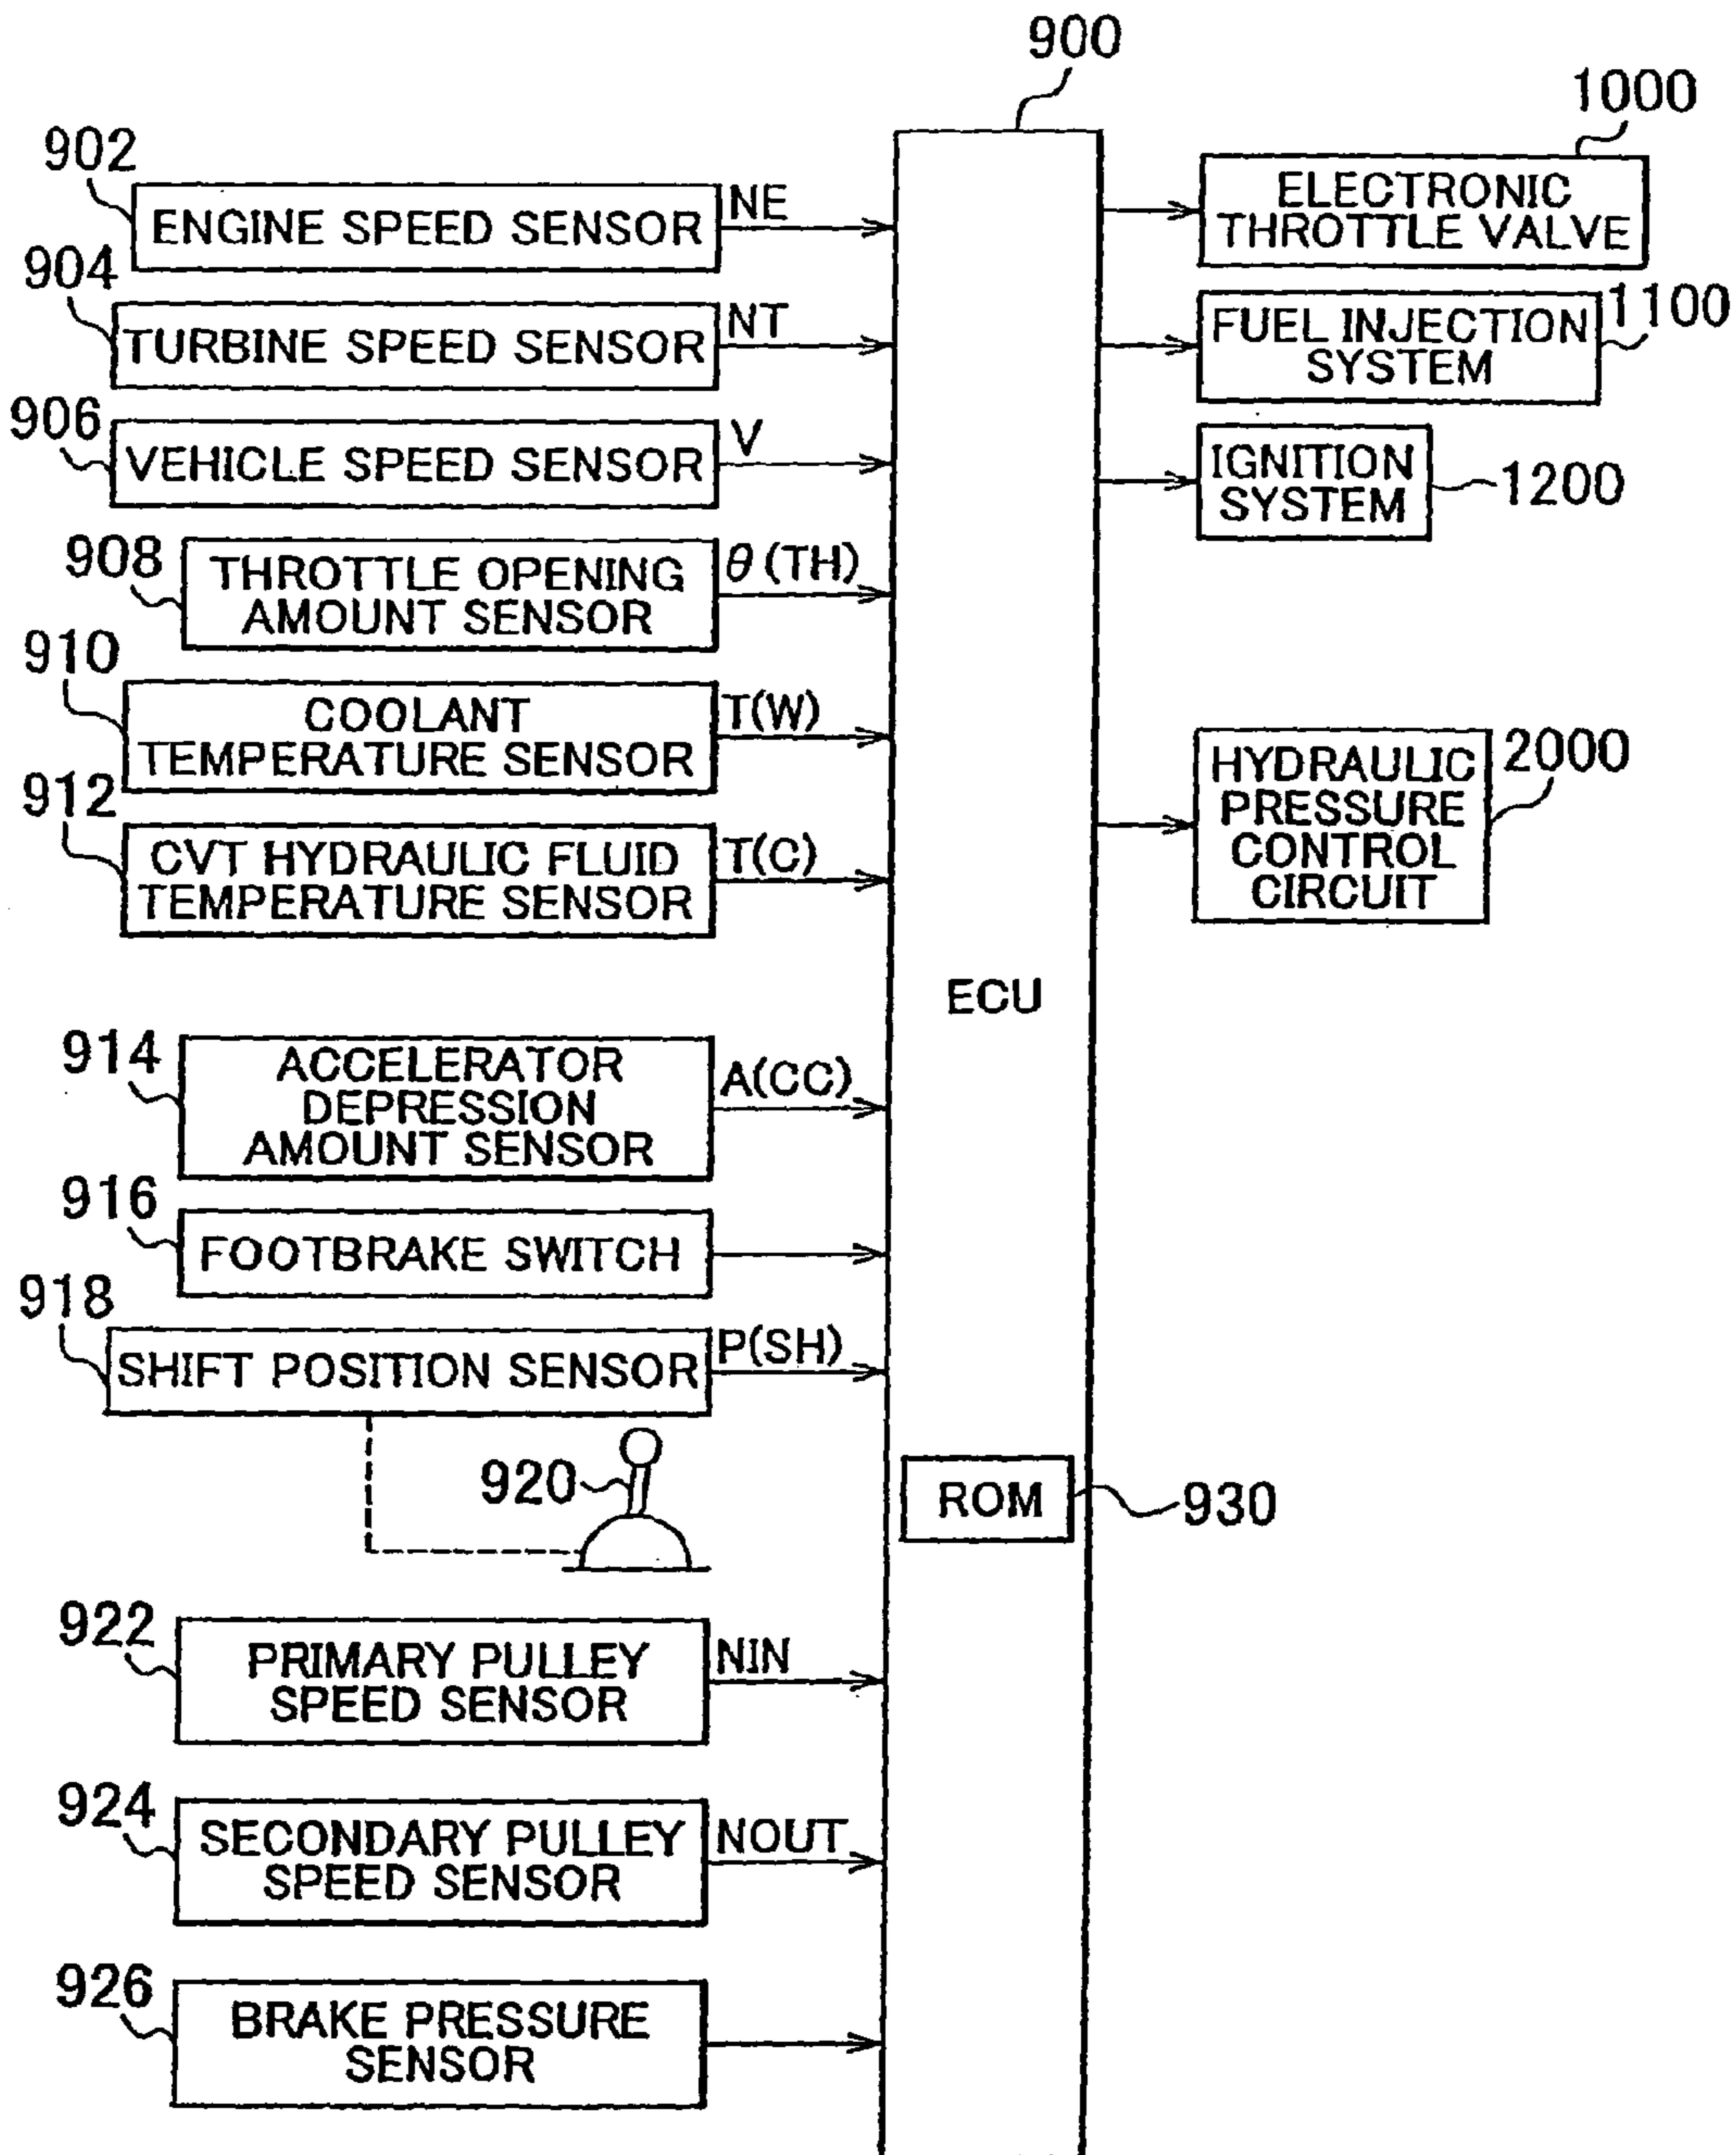 900
1000
902
ENGINE SPEED SENSOR
NE
ELECTRONIC
THROTTLE VALVE
904
TURBINE SPEED SENSOR
NT
FUEL INJECTION
SYSTEM
1100
906
VEHICLE SPEED SENSOR
V
IGNITION
SYSTEM
1200
908
THROTTLE OPENING
AMOUNT SENSOR
θ(TH)
910
COOLANT
TEMPERATURE SENSOR
T(W)
HYDRAULIC
PRESSURE
CONTROL
CIRCUIT
2000
912
CVT HYDRAULIC FLUID
TEMPERATURE SENSOR
T(C)
ECU
914
ACCELERATOR
DEPRESSION
AMOUNT SENSOR
A(CC)
916
FOOTBRAKE SWITCH
918
SHIFT POSITION SENSOR
P(SH)
920
ROM
930
922
PRIMARY PULLEY
SPEED SENSOR
NIN
924
SECONDARY PULLEY
SPEED SENSOR
NOUT
926
BRAKE PRESSURE
SENSOR